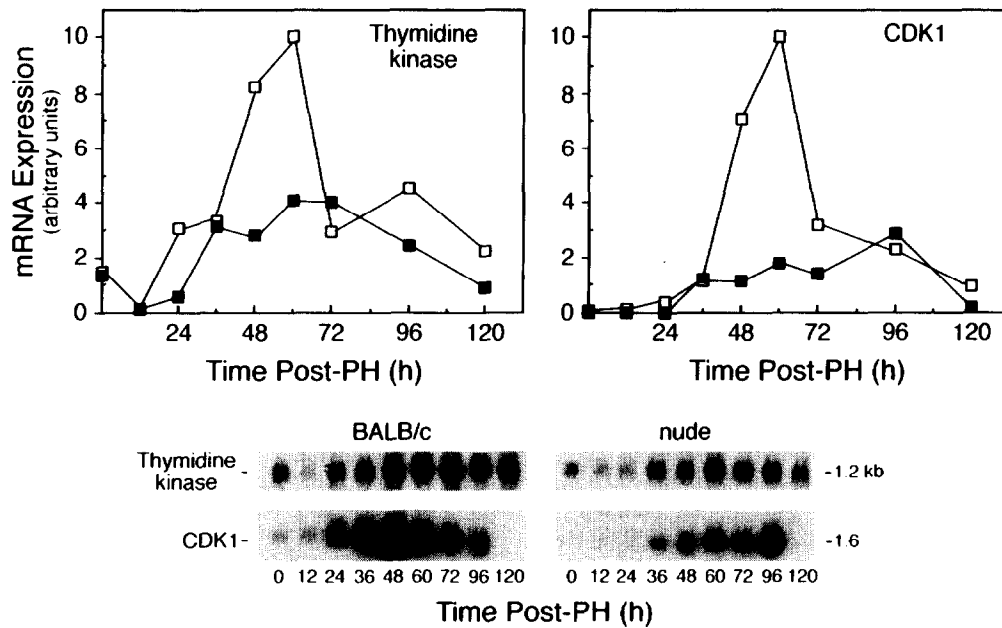 Thymidine
kinase
CDK1
mRNA Expression
(arbitrary units)
10
8
6
4
2
0
24 48 72 96 120
Time Post-PH (h)
10
8
6
4
2
0
24 48 72 96 120
Time Post-PH (h)
BALB/c nude
Thymidine
kinase - -1.2 kb
CDK1- -1.6
0 12 24 36 48 60 72 96 120 0 12 24 36 48 60 72 96 120
Time Post-PH (h)